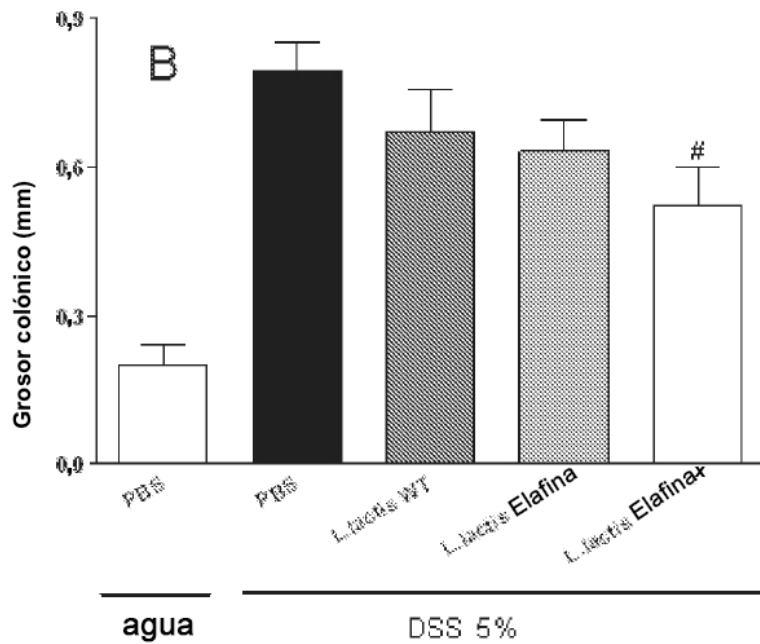 B
Grosor colónico (mm)
0,9
0,6
0,3
0,0
#
PBS
PBS
L.lactis WT
L.lactis Elafina
L.lactis Elafina+
agua
DSS 5%